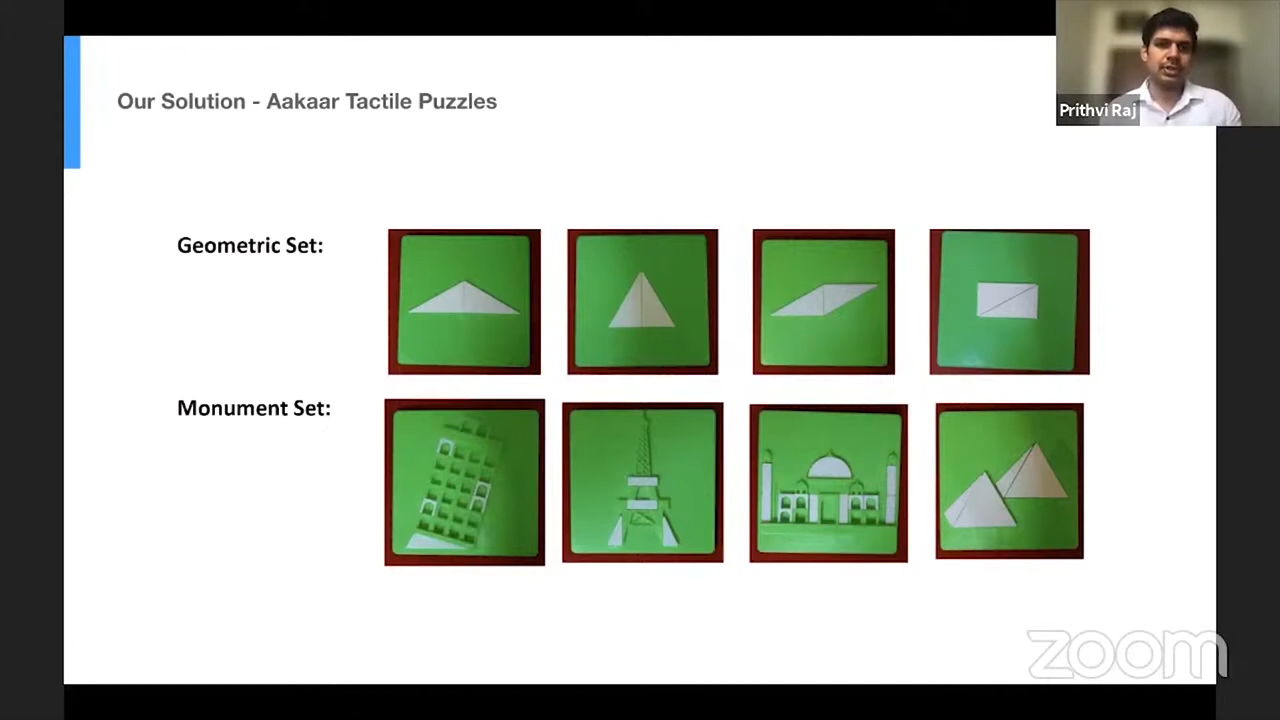 Our Solution - Aakaar Tactile Puzzles
Prithvi Raj
Geometric Set:
Monument Set:
zoom